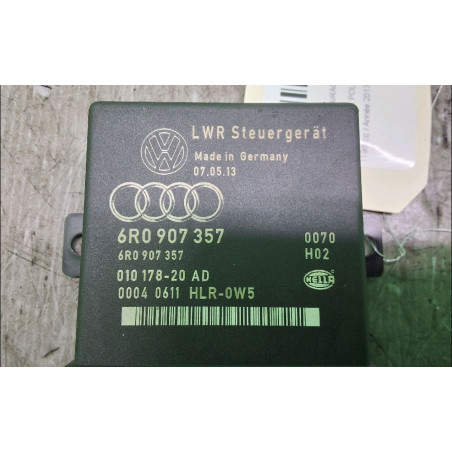 LWR Steuergerät
Made in Germany
07.05.13
6R0 907 357
0070
6R0 907 357
H02
010 178-20 AD
0004 0611 HLR-0W5
HELLA